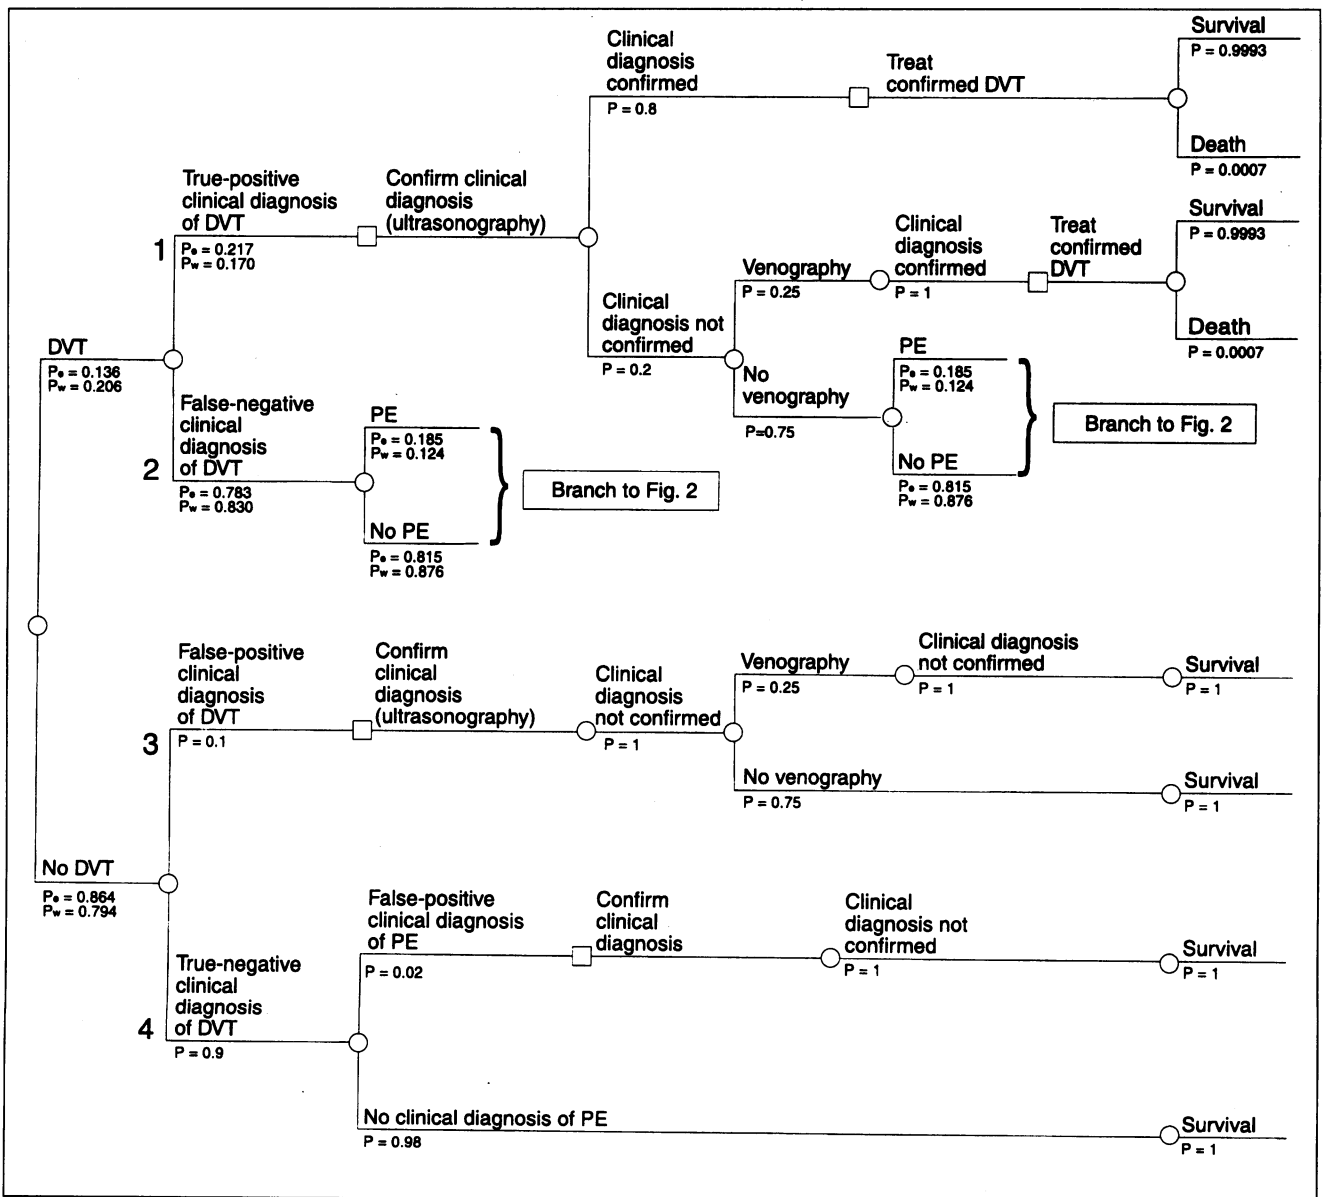 Clinical
diagnosis
confirmed
P = 0.8
Treat
confirmed DVT
Survival
P = 0.9993
Death
P = 0.0007
True-positive
clinical diagnosis
of DVT
1
Pe = 0.217
Pw = 0.170
Confirm clinical
diagnosis
(ultrasonography)
Clinical
diagnosis not
confirmed
P = 0.2
Venography
P = 0.25
Clinical
diagnosis
confirmed
P = 1
Treat
confirmed
DVT
Survival
P = 0.9993
Death
P = 0.0007
No
venography
P=0.75
PE
Pe = 0.185
Pw = 0.124
No PE
Pe = 0.815
Pw = 0.876
Branch to Fig. 2
DVT
Pe = 0.136
Pw = 0.206
False-negative
clinical
diagnosis
of DVT
2
Pe = 0.783
Pw = 0.830
PE
Pe = 0.185
Pw = 0.124
No PE
Pe = 0.815
Pw = 0.876
Branch to Fig. 2
False-positive
clinical
diagnosis
of DVT
3
P = 0.1
Confirm
clinical
diagnosis
(ultrasonography)
Clinical
diagnosis
not confirmed
P = 1
Venography
P = 0.25
Clinical diagnosis
not confirmed
P = 1
Survival
P = 1
No venography
P = 0.75
Survival
P = 1
No DVT
Pe = 0.864
Pw = 0.794
True-negative
clinical
diagnosis
of DVT
4
P = 0.9
False-positive
clinical diagnosis
of PE
P = 0.02
Confirm
clinical
diagnosis
Clinical
diagnosis not
confirmed
P = 1
Survival
P = 1
No clinical diagnosis of PE
P = 0.98
Survival
P = 1